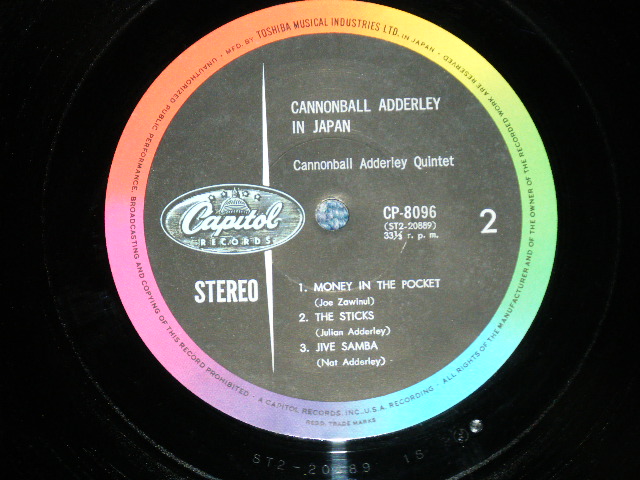 MFD. BY TOSHIBA MUSICAL INDUSTRIES LTD. IN JAPAN · UNAUTHORIZED PUBLIC PERFORMANCE, BROADCASTING AND COPYING OF THIS RECORD PROHIBITED · A CAPITOL RECORDS, INC., U.S.A. RECORDING · ALL RIGHTS OF THE MANUFACTURER AND OF THE OWNER OF THE RECORDED WORK ARE RESERVED
REGD. TRADE MARKS
CANNONBALL ADDERLEY
IN JAPAN
Cannonball Adderley Quintet
Capitol
RECORDS
CP-8096
(ST2-20889)
33⅓ r. p. m.
2
STEREO
1. MONEY IN THE POCKET
(Joe Zawinul)
2. THE STICKS
(Julian Adderley)
3. JIVE SAMBA
(Nat Adderley)
ST2-20889 1S